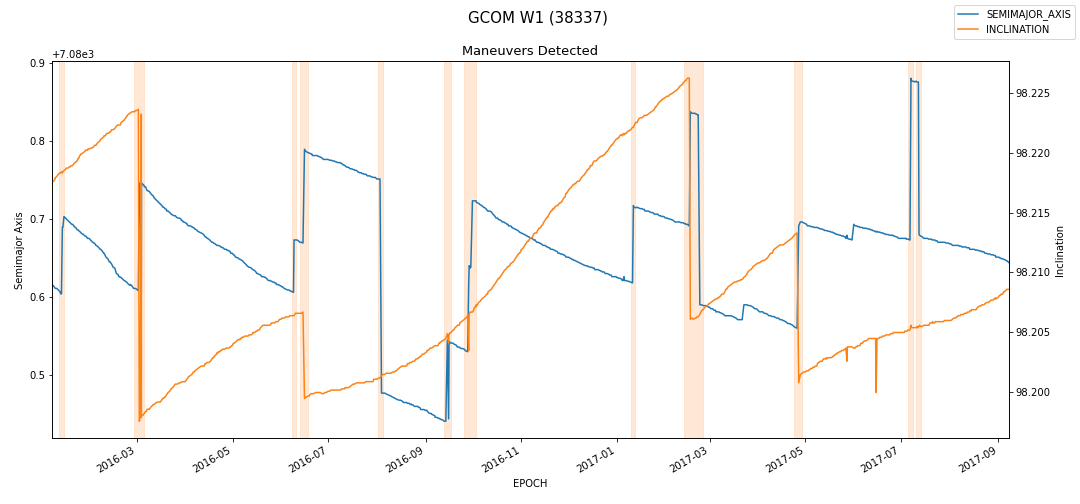 GCOM W1 (38337)
SEMIMAJOR_AXIS
INCLINATION
Maneuvers Detected
+7.08e3
0.9
0.8
0.7
0.6
0.5
Semimajor Axis
98.225
98.220
98.215
98.210
98.205
98.200
Inclination
2016-03
2016-05
2016-07
2016-09
2016-11
2017-01
2017-03
2017-05
2017-07
2017-09
EPOCH